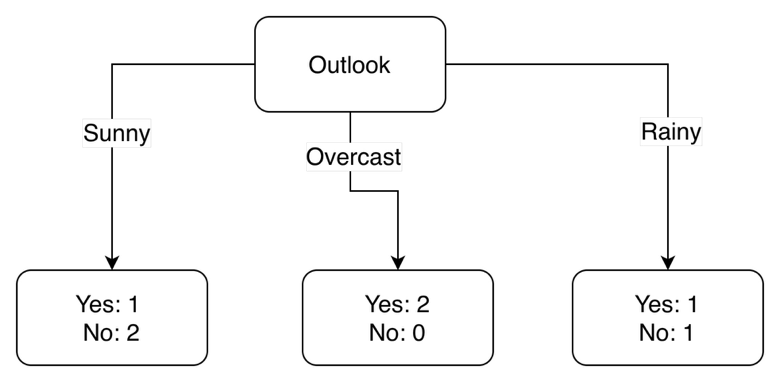 Outlook
Sunny
Overcast
Rainy
Yes: 1
No: 2
Yes: 2
No: 0
Yes: 1
No: 1